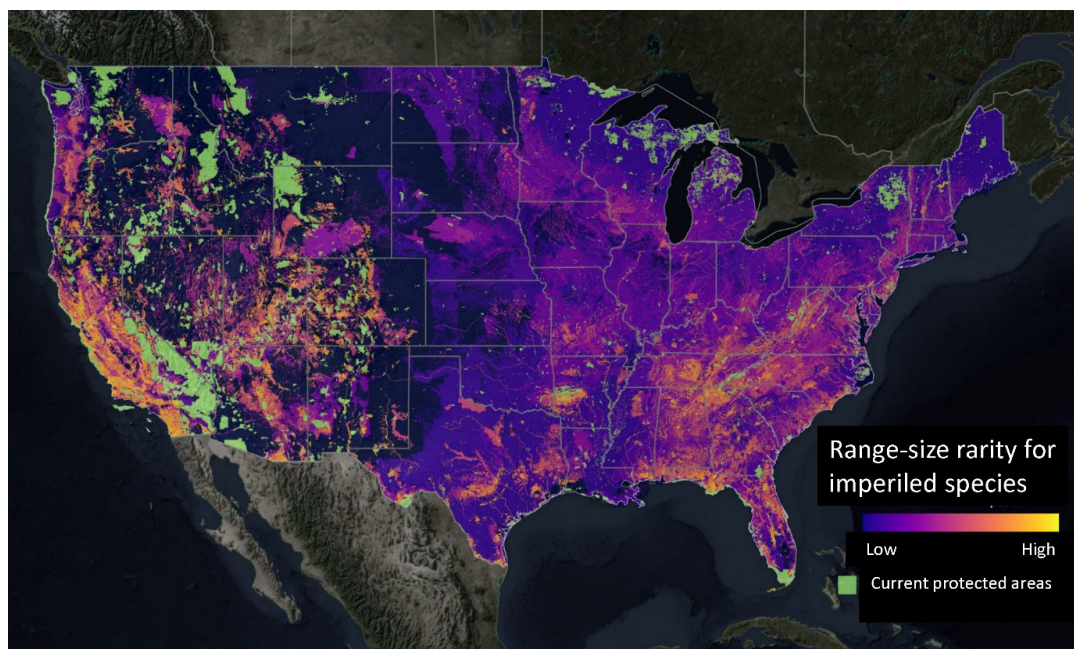 Range-size rarity for
imperiled species
Low High
Current protected areas